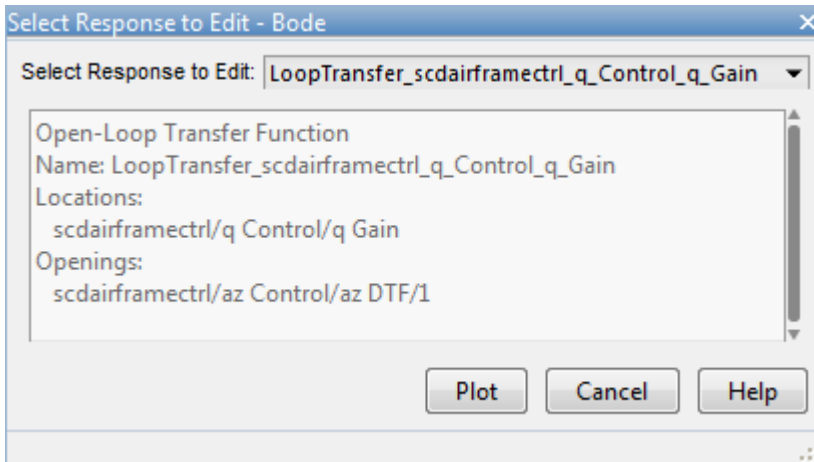 Select Response to Edit - Bode
Select Response to Edit: LoopTransfer_scdairframectrl_q_Control_q_Gain
Open-Loop Transfer Function
Name: LoopTransfer_scdairframectrl_q_Control_q_Gain
Locations:
scdairframectrl/q Control/q Gain
Openings:
scdairframectrl/az Control/az DTF/1
Plot Cancel Help